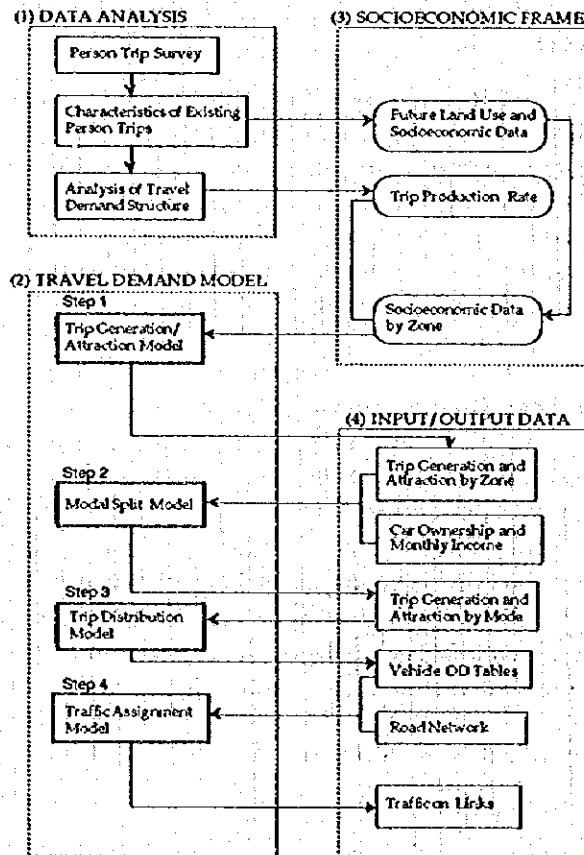 (1) DATA ANALYSIS
Person Trip Survey
Characteristics of Existing
Person Trips
Analysis of Travel
Demand Structure
(3) SOCIOECONOMIC FRAME
Future Land Use and
Socioeconomic Data
Trip Production Rate
Socioeconomic Data
by Zone
(2) TRAVEL DEMAND MODEL
Step 1
Trip Generation/
Attraction Model
Step 2
Modal Split Model
Step 3
Trip Distribution
Model
Step 4
Traffic Assignment
Model
(4) INPUT/OUTPUT DATA
Trip Generation and
Attraction by Zone
Car Ownership and
Monthly Income
Trip Generation and
Attraction by Mode
Vehicle OD Tables
Road Network
Traffic on Links